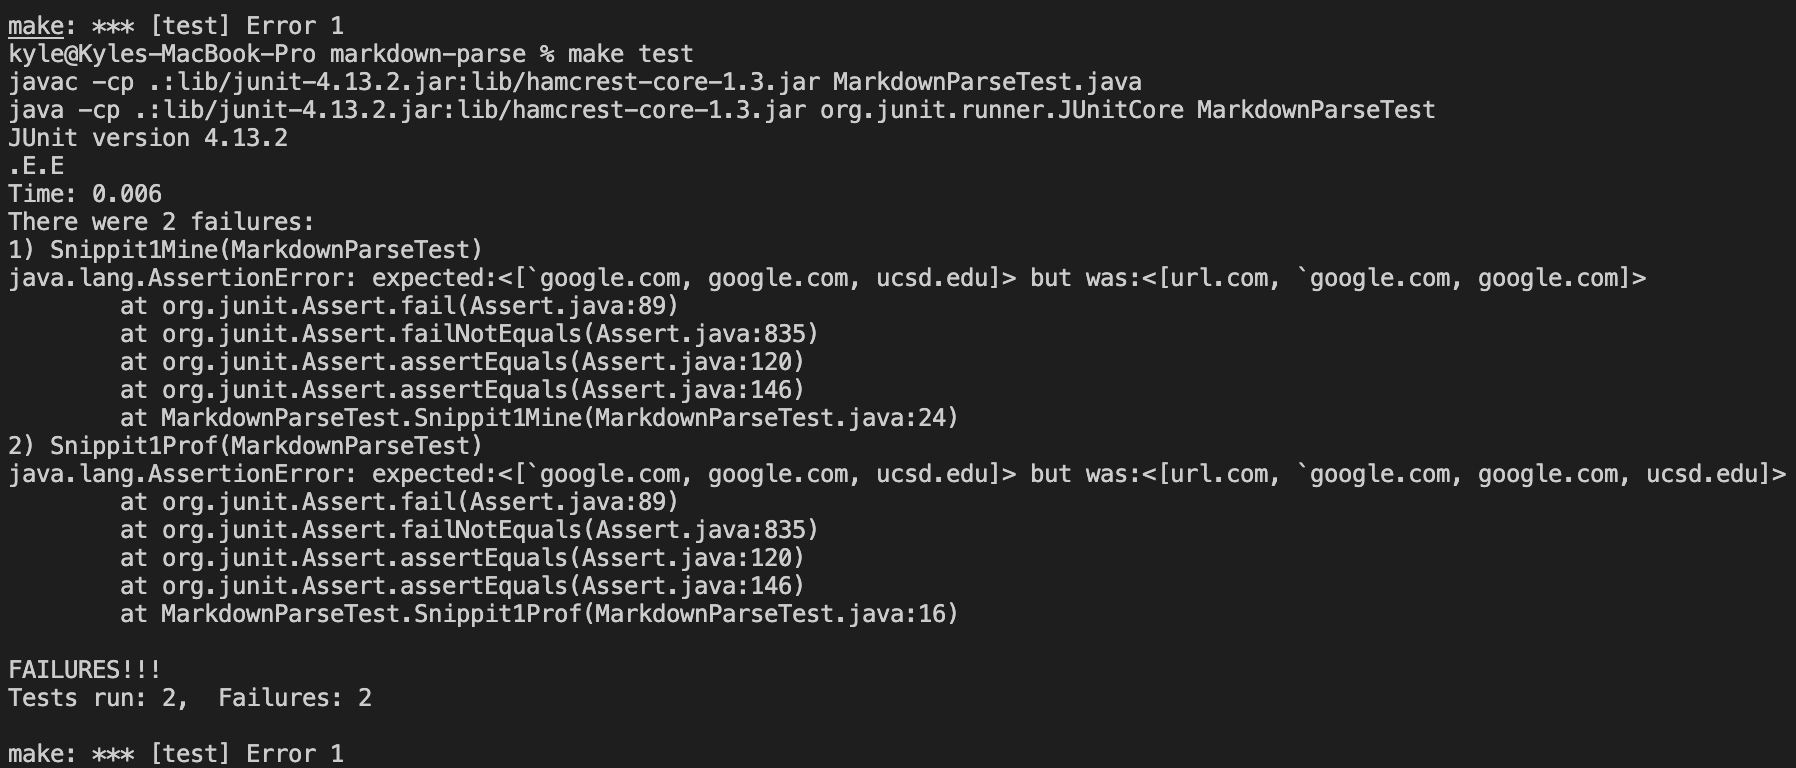 make: *** [test] Error 1
kyle@Kyles-MacBook-Pro markdown-parse % make test
javac -cp .:lib/junit-4.13.2.jar:lib/hamcrest-core-1.3.jar MarkdownParseTest.java
java -cp .:lib/junit-4.13.2.jar:lib/hamcrest-core-1.3.jar org.junit.runner.JUnitCore MarkdownParseTest
JUnit version 4.13.2
.E.E
Time: 0.006
There were 2 failures:
1) Snippit1Mine(MarkdownParseTest)
java.lang.AssertionError: expected:<[`google.com, google.com, ucsd.edu]> but was:<[url.com, `google.com, google.com]>
        at org.junit.Assert.fail(Assert.java:89)
        at org.junit.Assert.failNotEquals(Assert.java:835)
        at org.junit.Assert.assertEquals(Assert.java:120)
        at org.junit.Assert.assertEquals(Assert.java:146)
        at MarkdownParseTest.Snippit1Mine(MarkdownParseTest.java:24)
2) Snippit1Prof(MarkdownParseTest)
java.lang.AssertionError: expected:<[`google.com, google.com, ucsd.edu]> but was:<[url.com, `google.com, google.com, ucsd.edu]>
        at org.junit.Assert.fail(Assert.java:89)
        at org.junit.Assert.failNotEquals(Assert.java:835)
        at org.junit.Assert.assertEquals(Assert.java:120)
        at org.junit.Assert.assertEquals(Assert.java:146)
        at MarkdownParseTest.Snippit1Prof(MarkdownParseTest.java:16)

FAILURES!!!
Tests run: 2,  Failures: 2

make: *** [test] Error 1